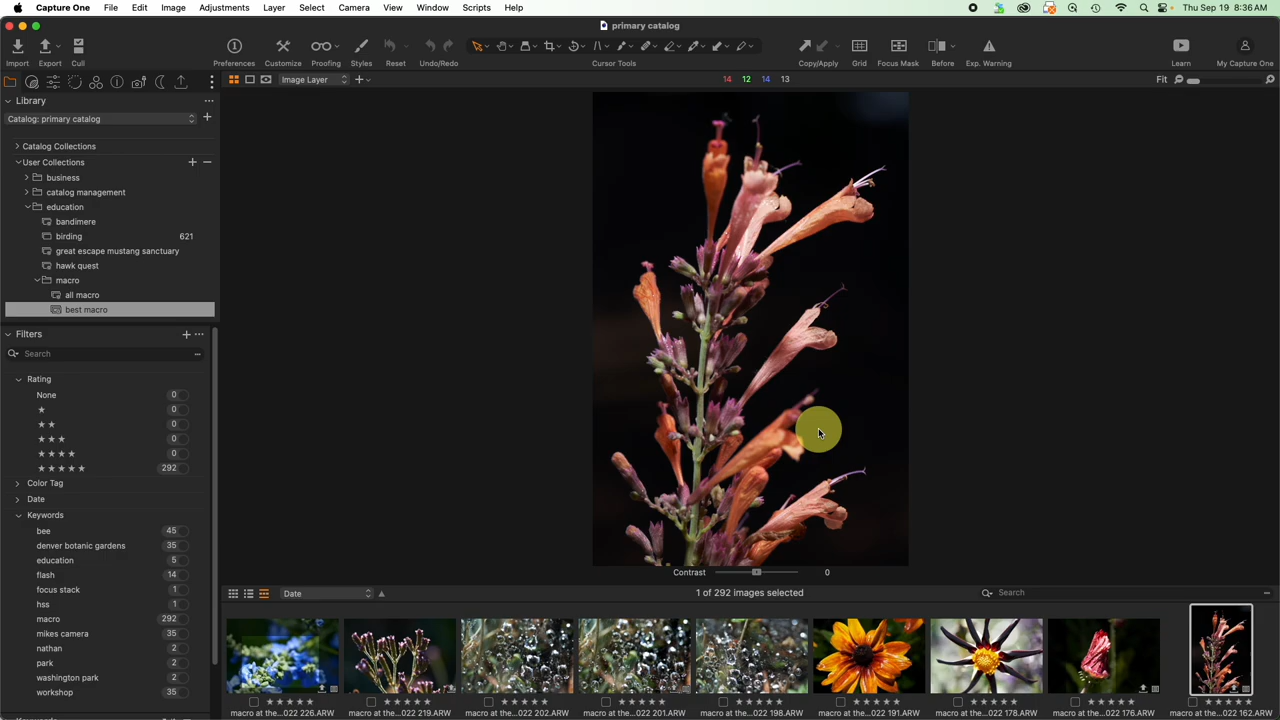 Capture One File Edit Image Adjustments Layer Select Camera View Window Scripts Help Thu Sep 19 8:36 AM
primary catalog
Import Export Cull Preferences Customize Proofing Styles Reset Undo/Redo Cursor Tools Copy/Apply Grid Focus Mask Before Exp. Warning Learn My Capture One
Image Layer 14 12 14 13 Fit
Library
Catalog: primary catalog
Catalog Collections
User Collections
business
catalog management
education
bandimere
birding 621
great escape mustang sanctuary
hawk quest
macro
all macro
best macro
Filters
Search
Rating
None 0
0
0
0
0
292
Color Tag
Date
Keywords
bee 45
denver botanic gardens 35
education 5
flash 14
focus stack 1
hss 1
macro 292
mikes camera 35
nathan 2
park 2
washington park 2
workshop 35
Contrast 0
Date 1 of 292 images selected Search
macro at the...022 226.ARW macro at the...022 219.ARW macro at the...022 202.ARW macro at the...022 201.ARW macro at the...022 198.ARW macro at the...022 191.ARW macro at the...022 178.ARW macro at the...022 176.ARW macro at the...022 162.ARW